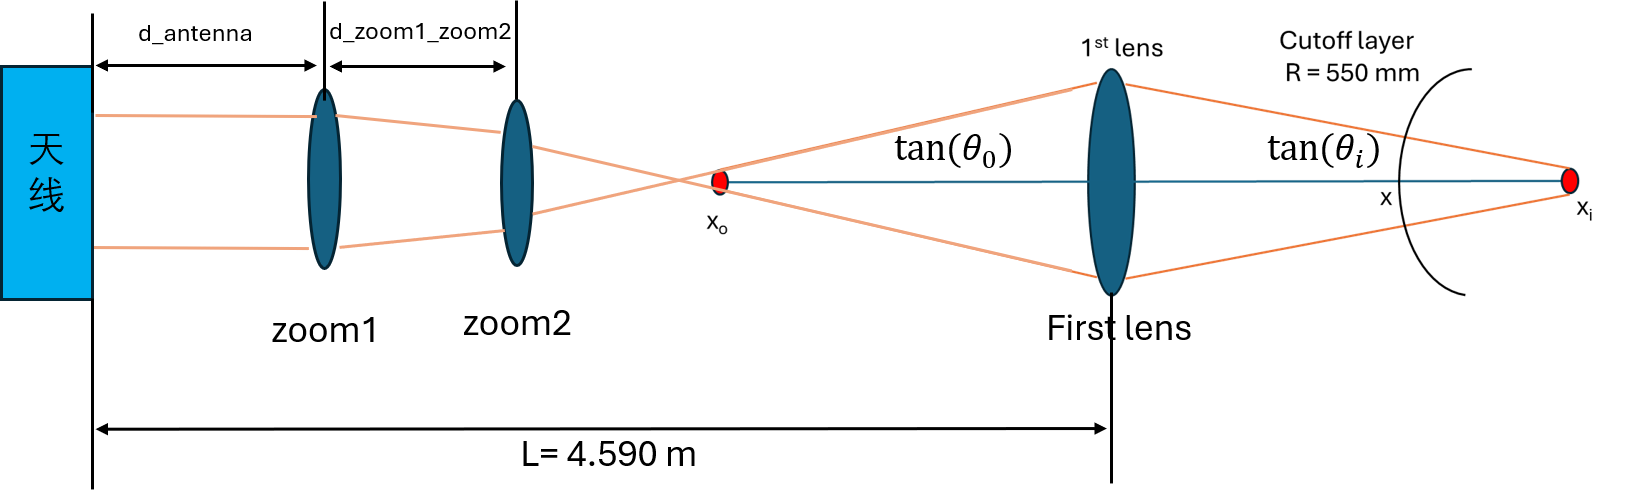 天
线
d_antenna
d_zoom1_zoom2
zoom1
zoom2
xₒ
tan(θ₀)
1ˢᵗ lens
First lens
tan(θᵢ)
Cutoff layer
R = 550 mm
x
xᵢ
L= 4.590 m